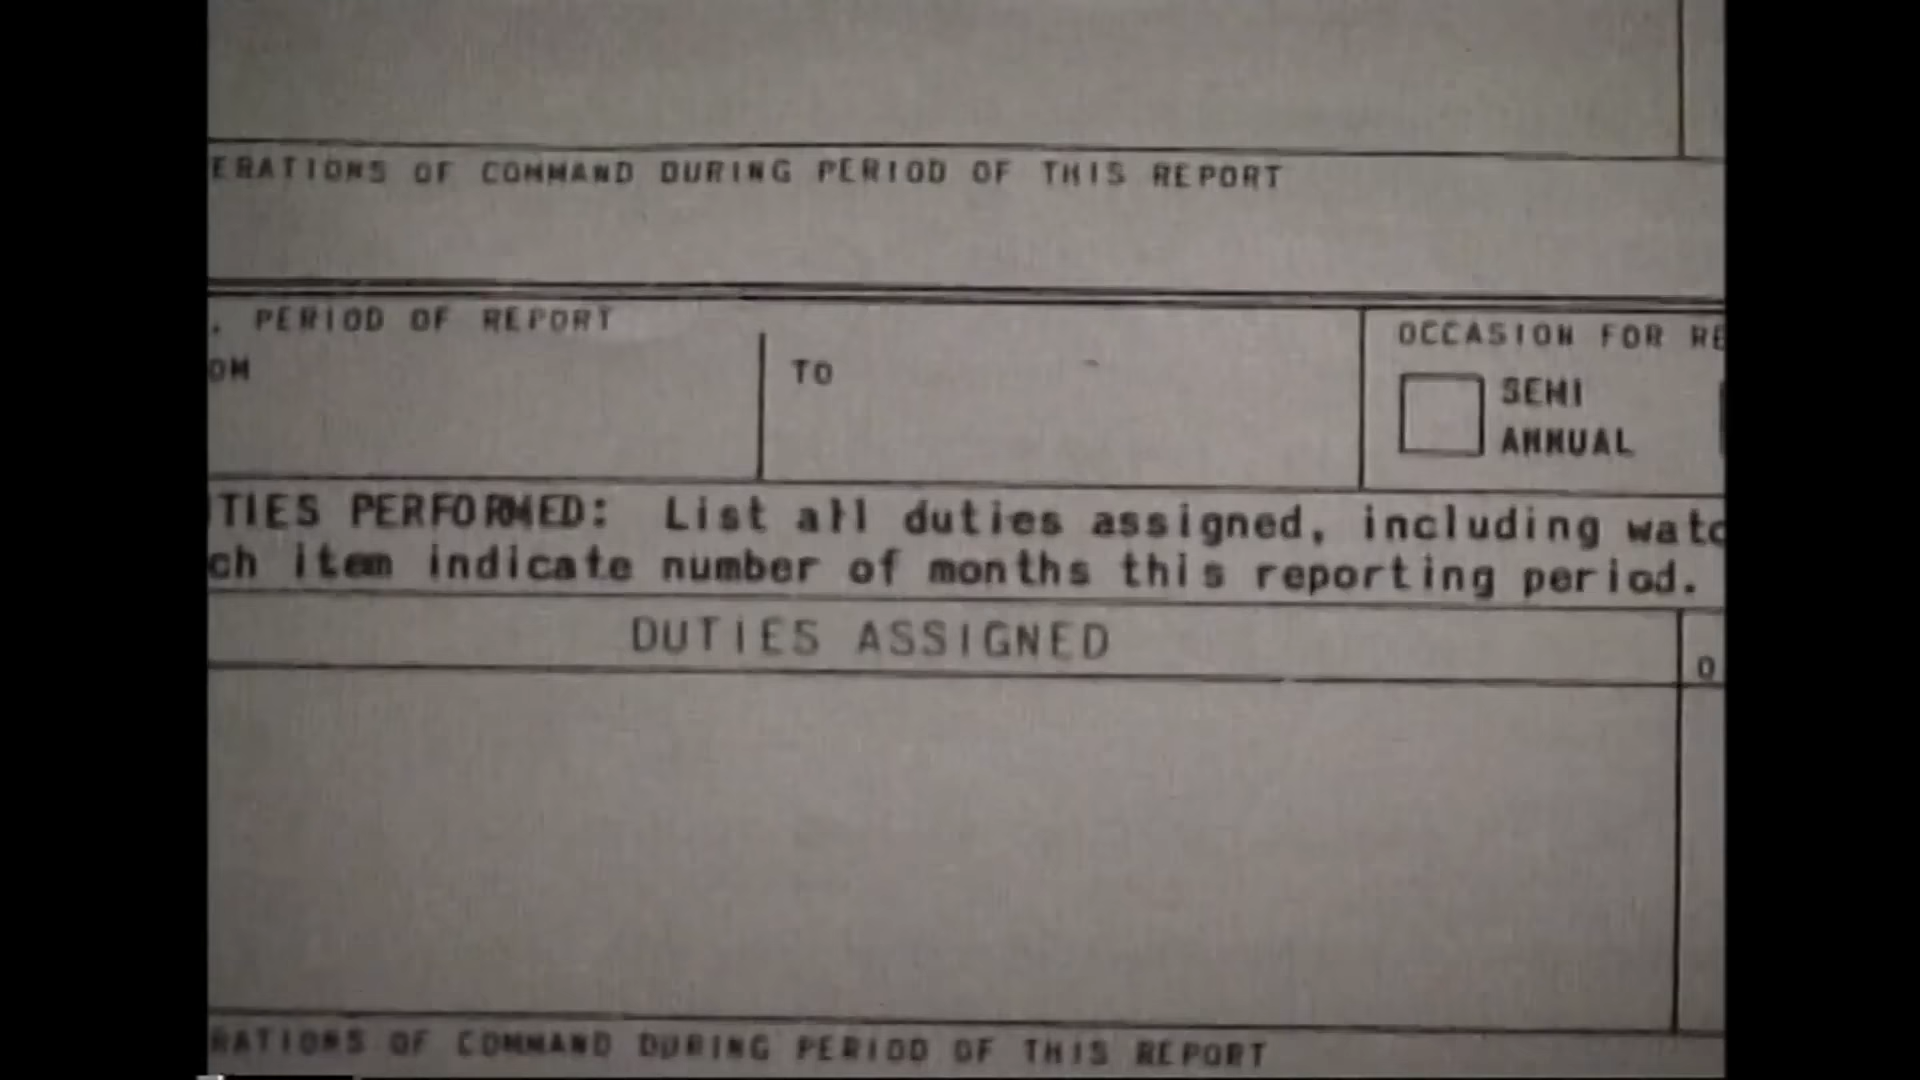 ERATIONS OF COMMAND DURING PERIOD OF THIS REPORT
. PERIOD OF REPORT
OM
TO
OCCASION FOR RE
SEMI
ANNUAL
TIES PERFORMED: List all duties assigned, including watc
ch item indicate number of months this reporting period.
DUTIES ASSIGNED
O
RATIONS OF COMMAND DURING PERIOD OF THIS REPORT